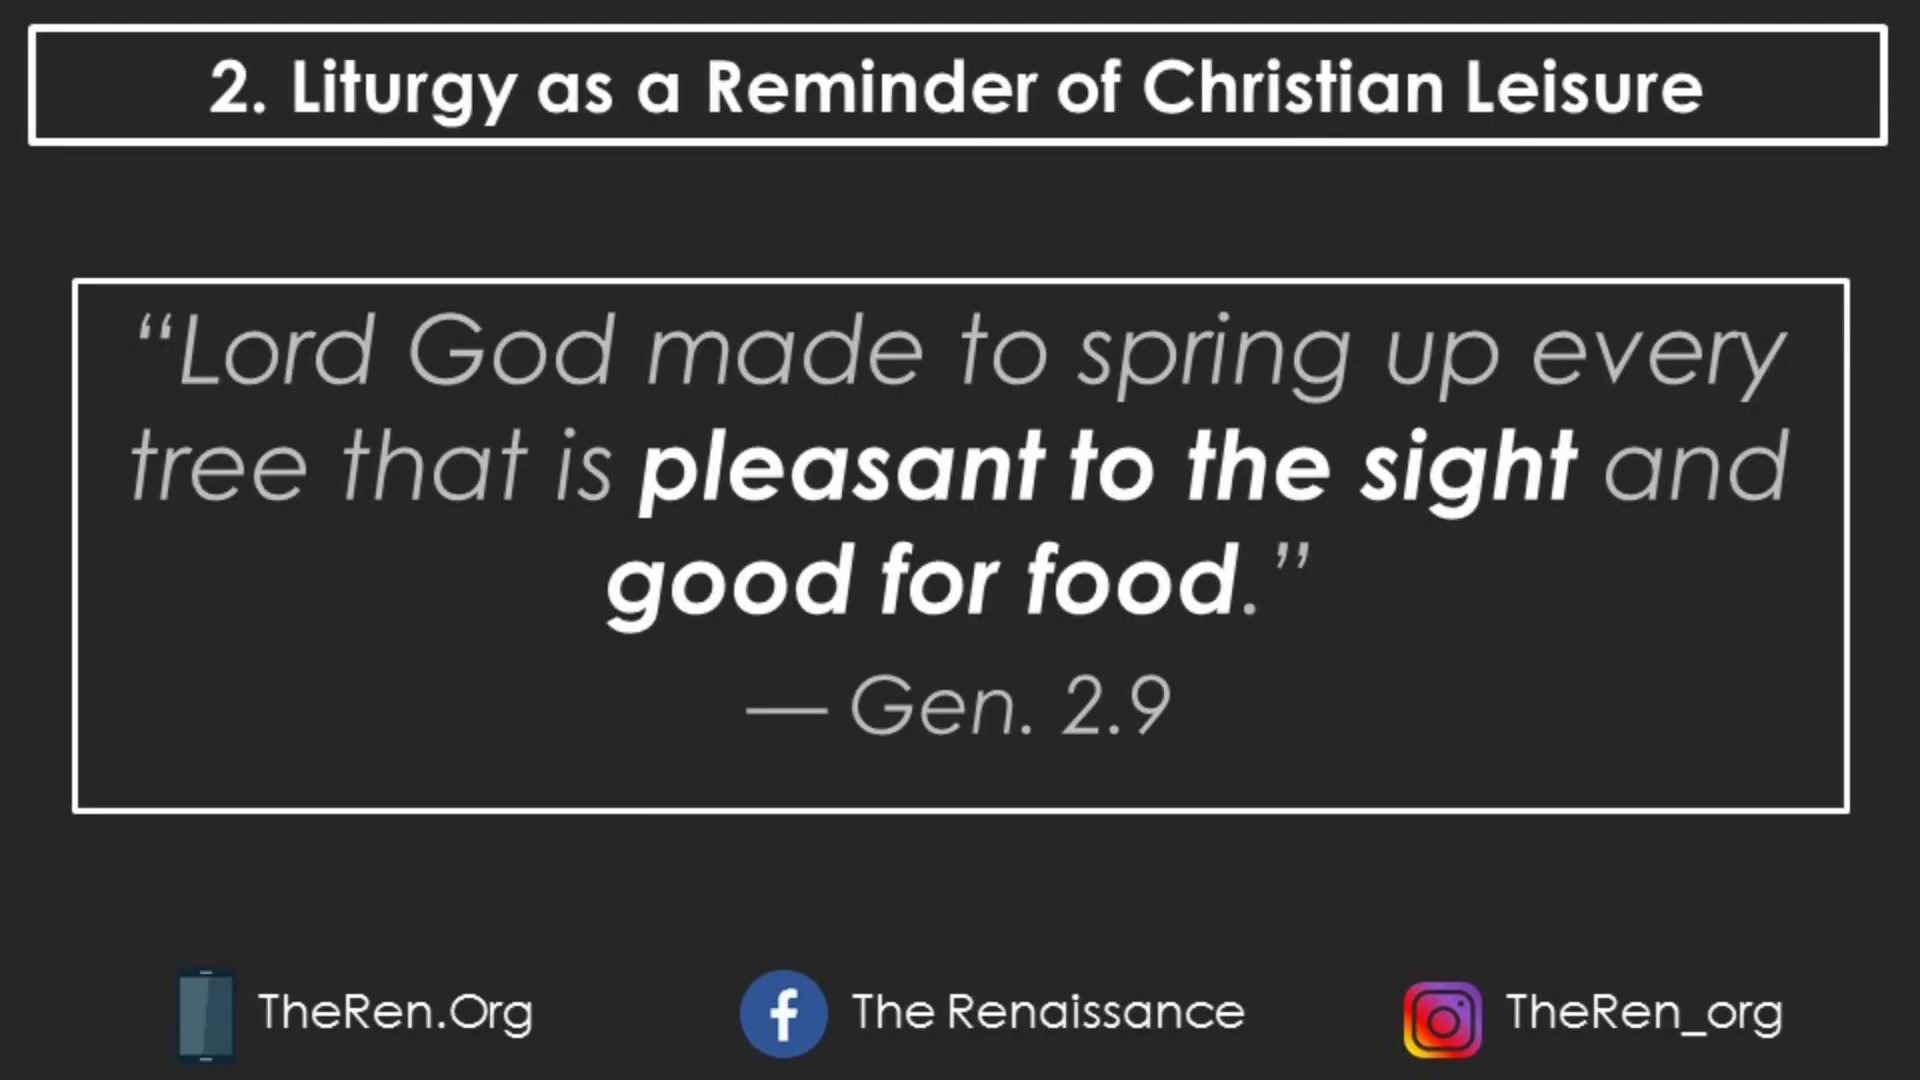 2. Liturgy as a Reminder of Christian Leisure
“Lord God made to spring up every
tree that is pleasant to the sight and
good for food.”
— Gen. 2.9
TheRen.Org
The Renaissance
TheRen_org